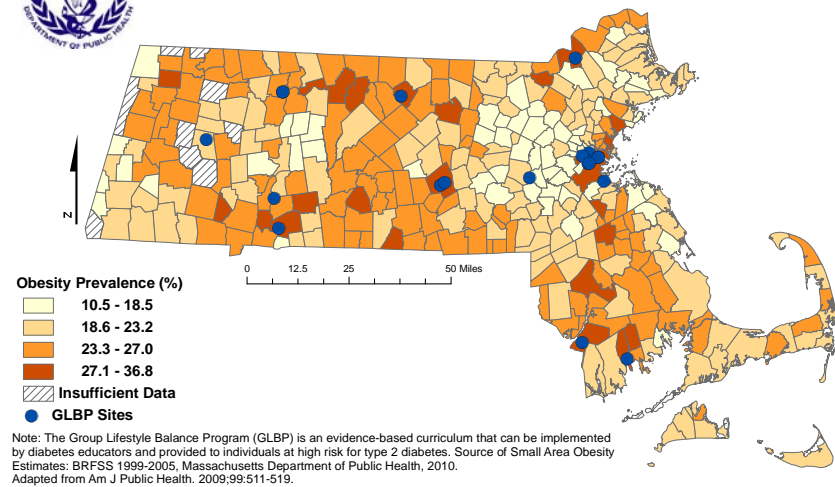 DEPARTMENT OF PUBLIC HEALTH
N
0 12.5 25 50 Miles
Obesity Prevalence (%)
10.5 - 18.5
18.6 - 23.2
23.3 - 27.0
27.1 - 36.8
Insufficient Data
GLBP Sites
Note: The Group Lifestyle Balance Program (GLBP) is an evidence-based curriculum that can be implemented
by diabetes educators and provided to individuals at high risk for type 2 diabetes. Source of Small Area Obesity
Estimates: BRFSS 1999-2005, Massachusetts Department of Public Health, 2010.
Adapted from Am J Public Health. 2009;99:511-519.